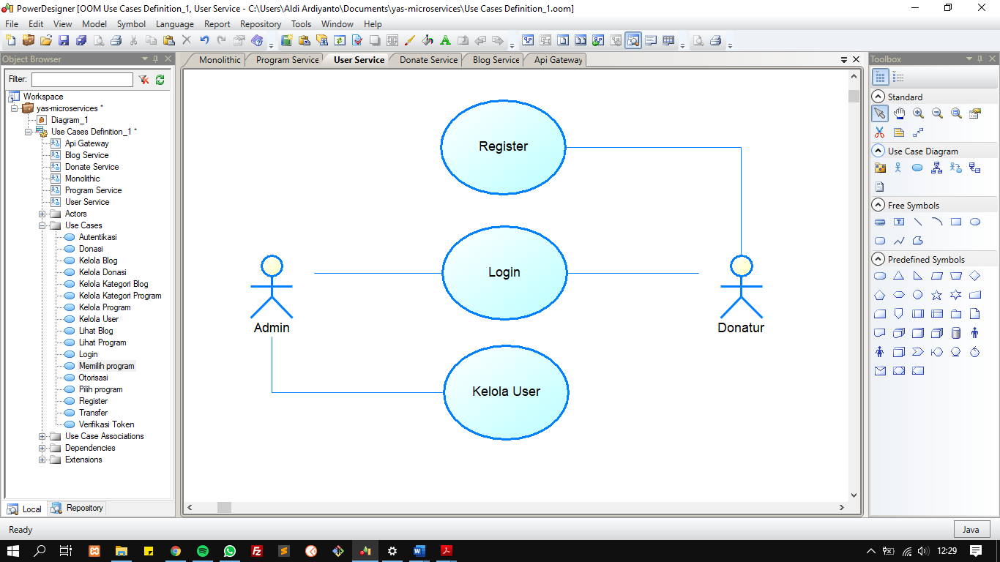 PowerDesigner [OOM Use Cases Definition_1, User Service - C:\Users\Aldi Ardiyanto\Documents\yas-microservices\Use Cases Definition_1.oom]
File Edit View Model Symbol Language Report Repository Tools Window Help
Object Browser
Filter:
Workspace
yas-microservices *
Diagram_1
Use Cases Definition_1 *
Api Gateway
Blog Service
Donate Service
Monolithic
Program Service
User Service
Actors
Use Cases
Autentikasi
Donasi
Kelola Blog
Kelola Donasi
Kelola Kategori Blog
Kelola Kategori Program
Kelola Program
Kelola User
Lihat Blog
Lihat Program
Login
Memilih program
Otorisasi
Pilih program
Register
Transfer
Verifikasi Token
Use Case Associations
Dependencies
Extensions
Local Repository
Monolithic Program Service User Service Donate Service Blog Service Api Gateway
Register
Login
Admin
Donatur
Kelola User
Toolbox
Standard
Use Case Diagram
Free Symbols
Predefined Symbols
Ready
Java
12:29